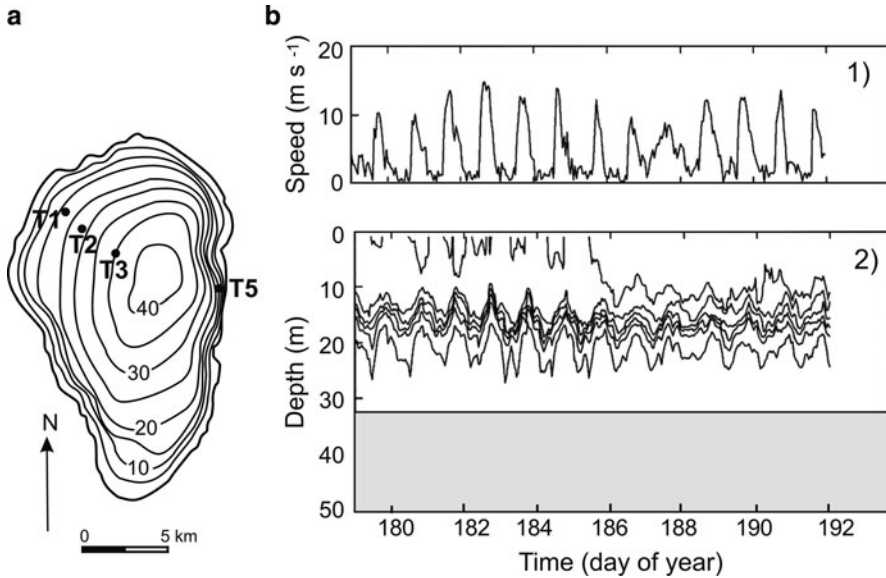 a
T1
T2
T3
T5
40
30
20
10
N
0 5 km
b
1)
20
10
0
Speed (m s -1)
2)
0
10
20
30
40
50
Depth (m)
180 182 184 186 188 190 192
Time (day of year)